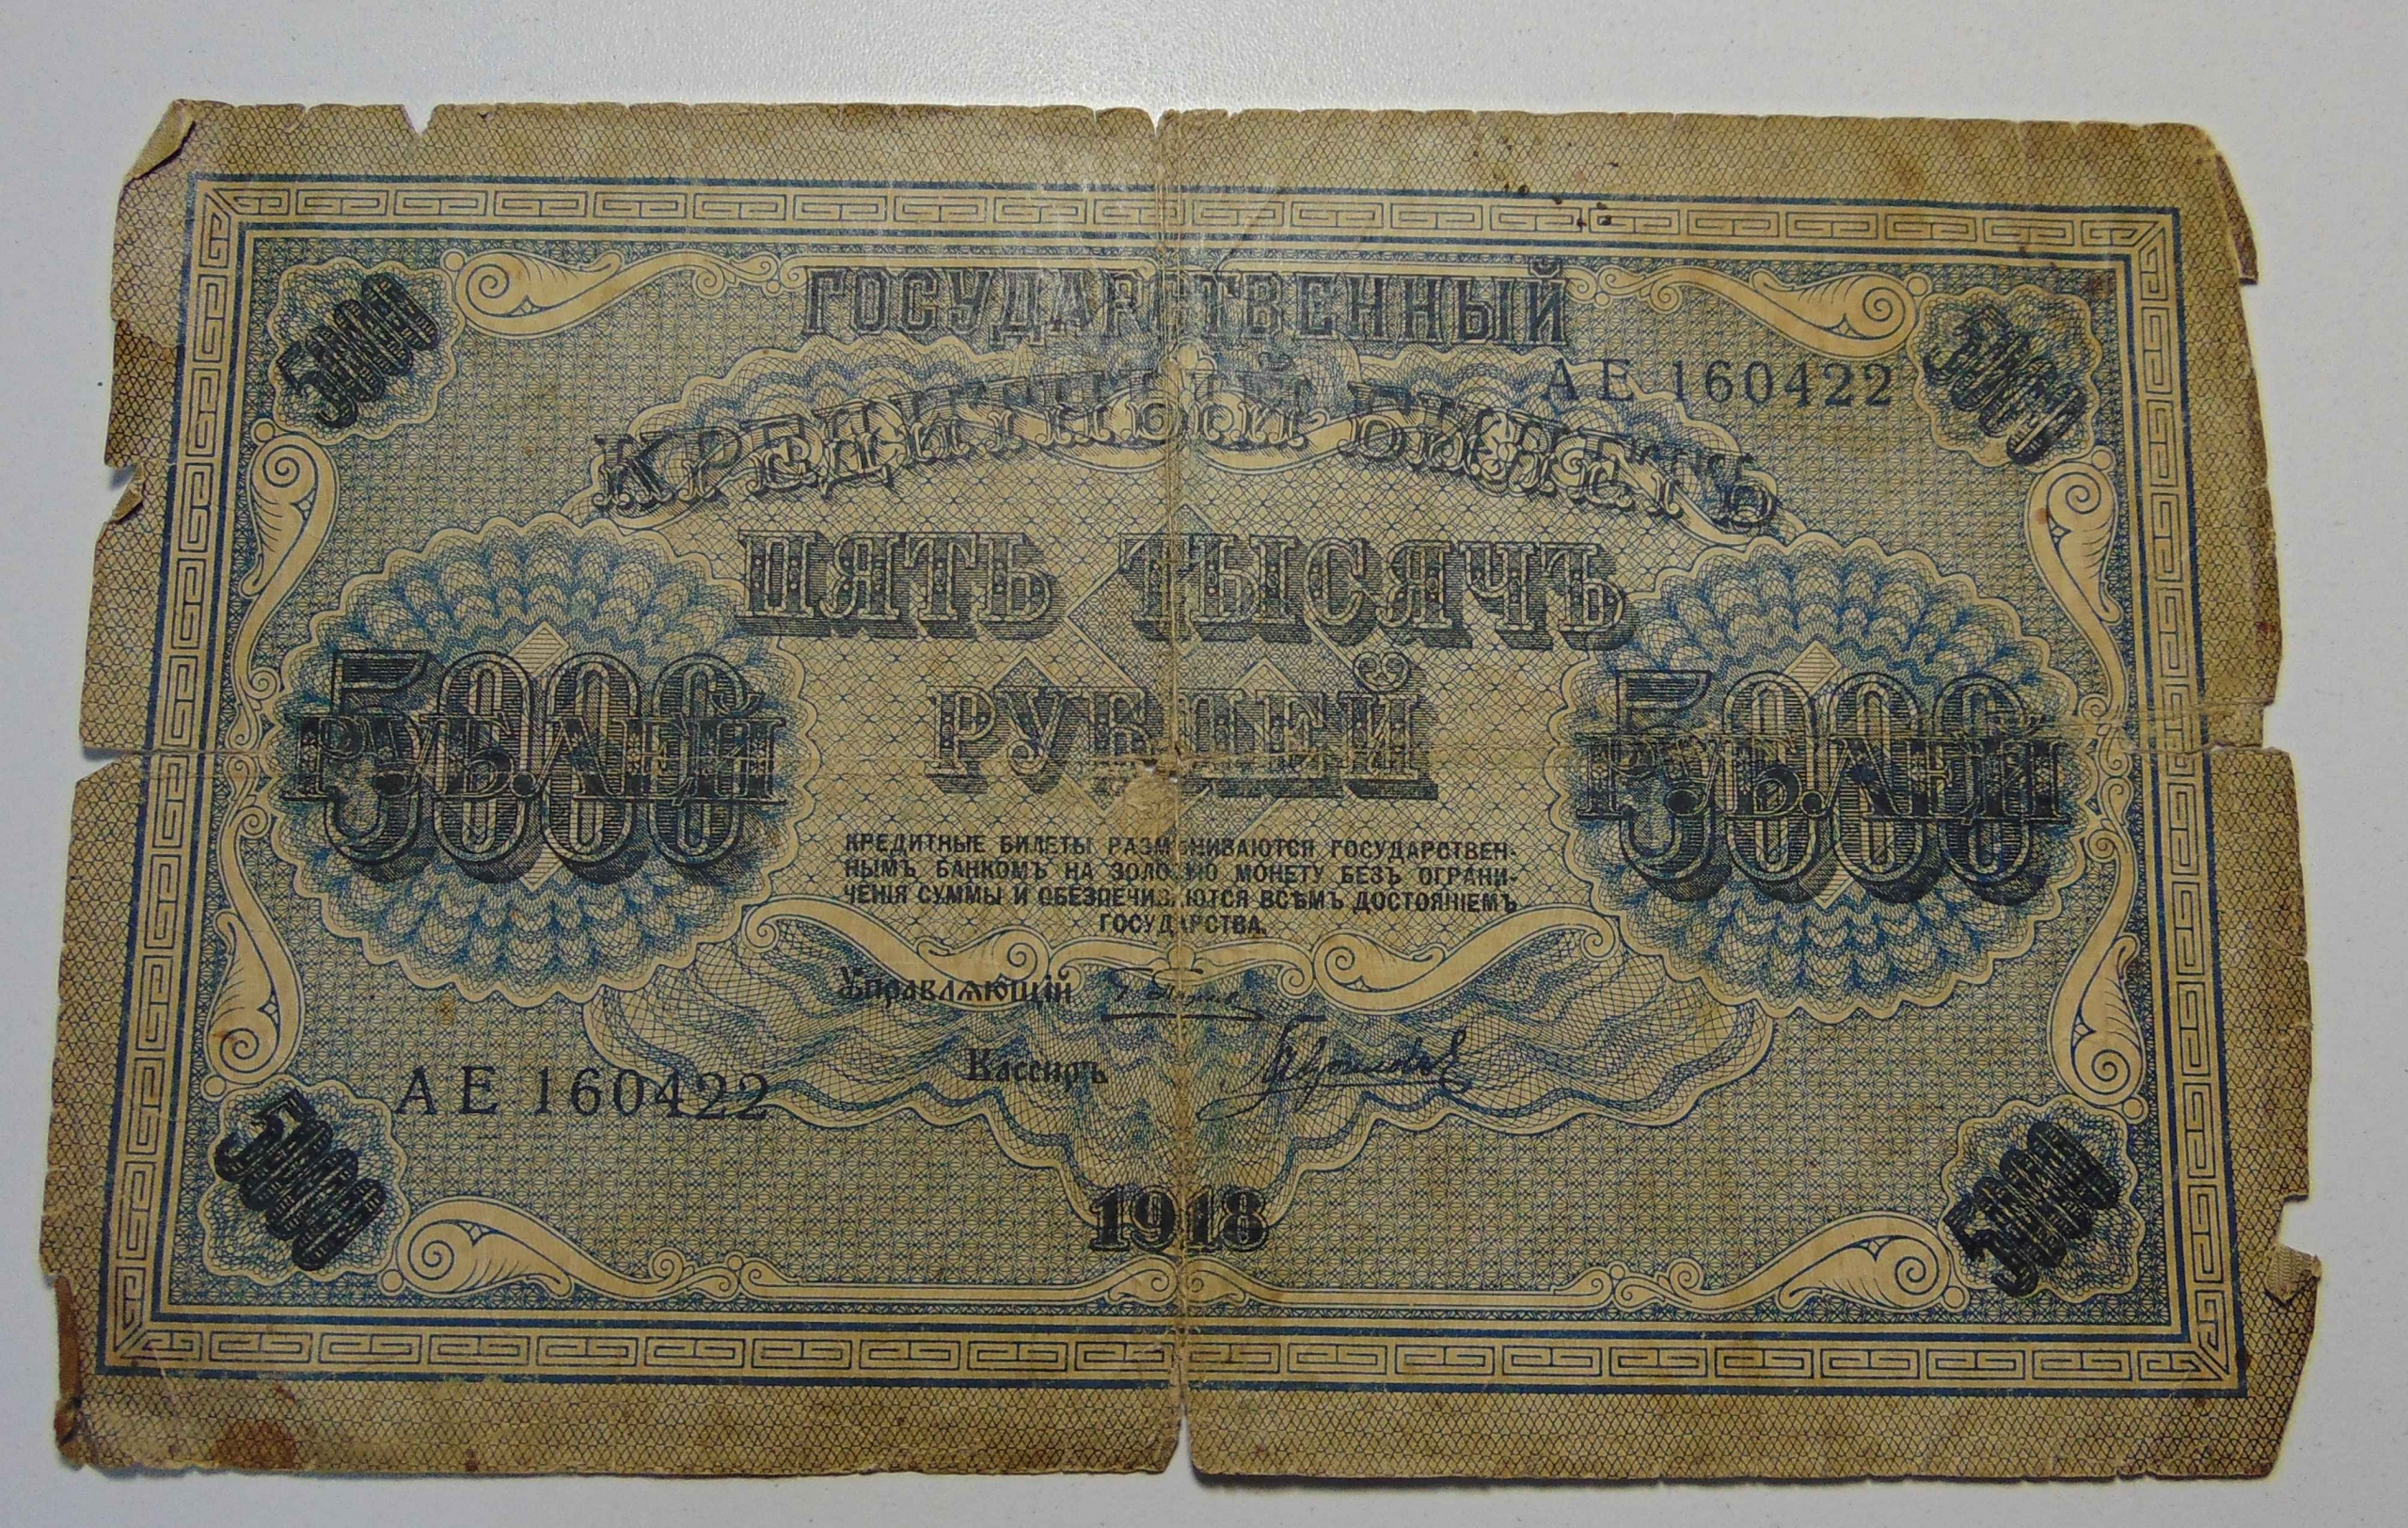 5000
5000
ГОСУДАРСТВЕННЫЙ
АЕ 160422
КРЕДИТНЫЙ БИЛЕТЪ
ПЯТЬ ТЫСЯЧЪ
РУБЛЕЙ
5000
РУБЛЕЙ
5000
РУБЛЕЙ
КРЕДИТНЫЕ БИЛЕТЫ РАЗМѢНИВАЮТСЯ ГОСУДАРСТВЕН-
НЫМЪ БАНКОМЪ НА ЗОЛОТУЮ МОНЕТУ БЕЗЪ ОГРАНИ-
ЧЕНІЯ СУММЫ И ОБЕЗПЕЧИВАЮТСЯ ВСѢМЪ ДОСТОЯНІЕМЪ
ГОСУДАРСТВА.
Управляющій
Кассиръ
АЕ 160422
5000
5000
1918